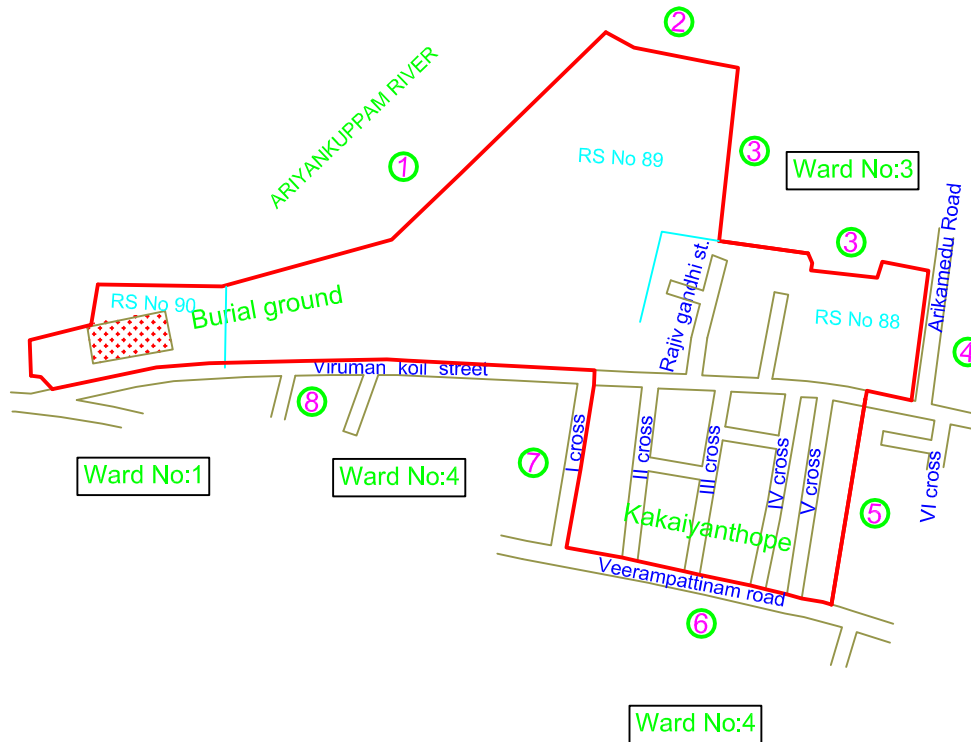 2
ARIYANKUPPAM RIVER
1
RS No 89
3
Ward No:3
3
Arikamedu Road
Rajiv gandhi st.
RS No 90
Burial ground
RS No 88
4
Viruman koil street
8
Ward No:1
Ward No:4
7
I cross
II cross
III cross
IV cross
V cross
VI cross
5
Kakaiyanthope
Veerampattinam road
6
Ward No:4